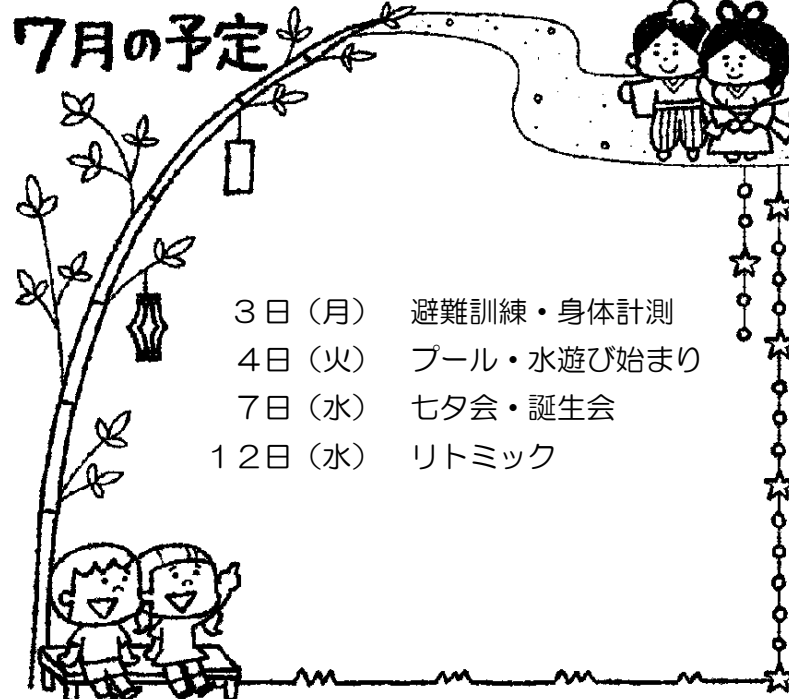 7月の予定
３日（月）　避難訓練・身体計測
４日（火）　プール・水遊び始まり
７日（水）　七夕会・誕生会
１２日（水）　リトミック